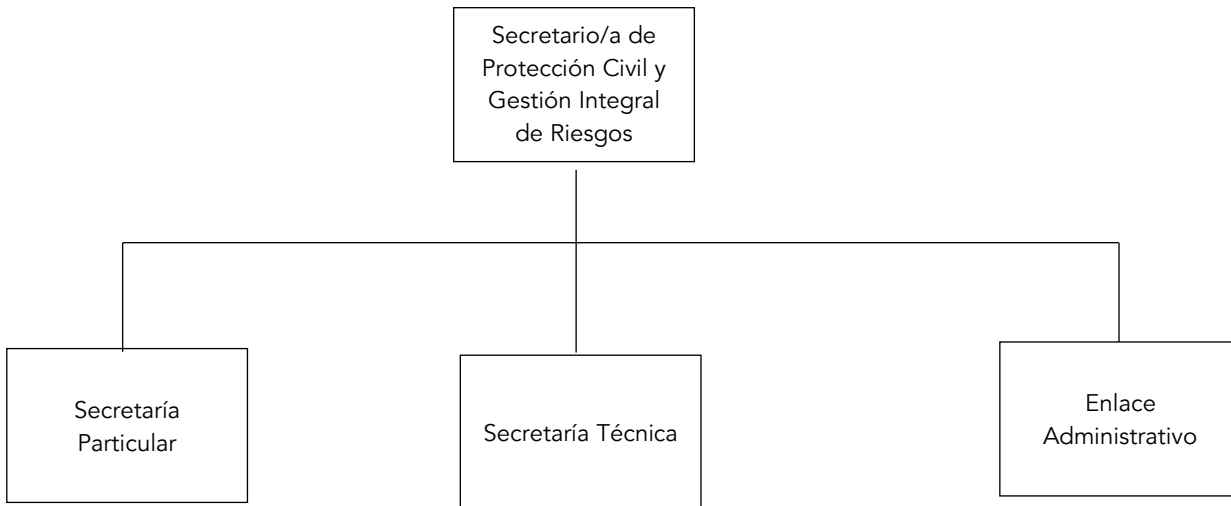 Secretario/a de
Protección Civil y
Gestión Integral
de Riesgos
Secretaría
Particular
Secretaría Técnica
Enlace
Administrativo